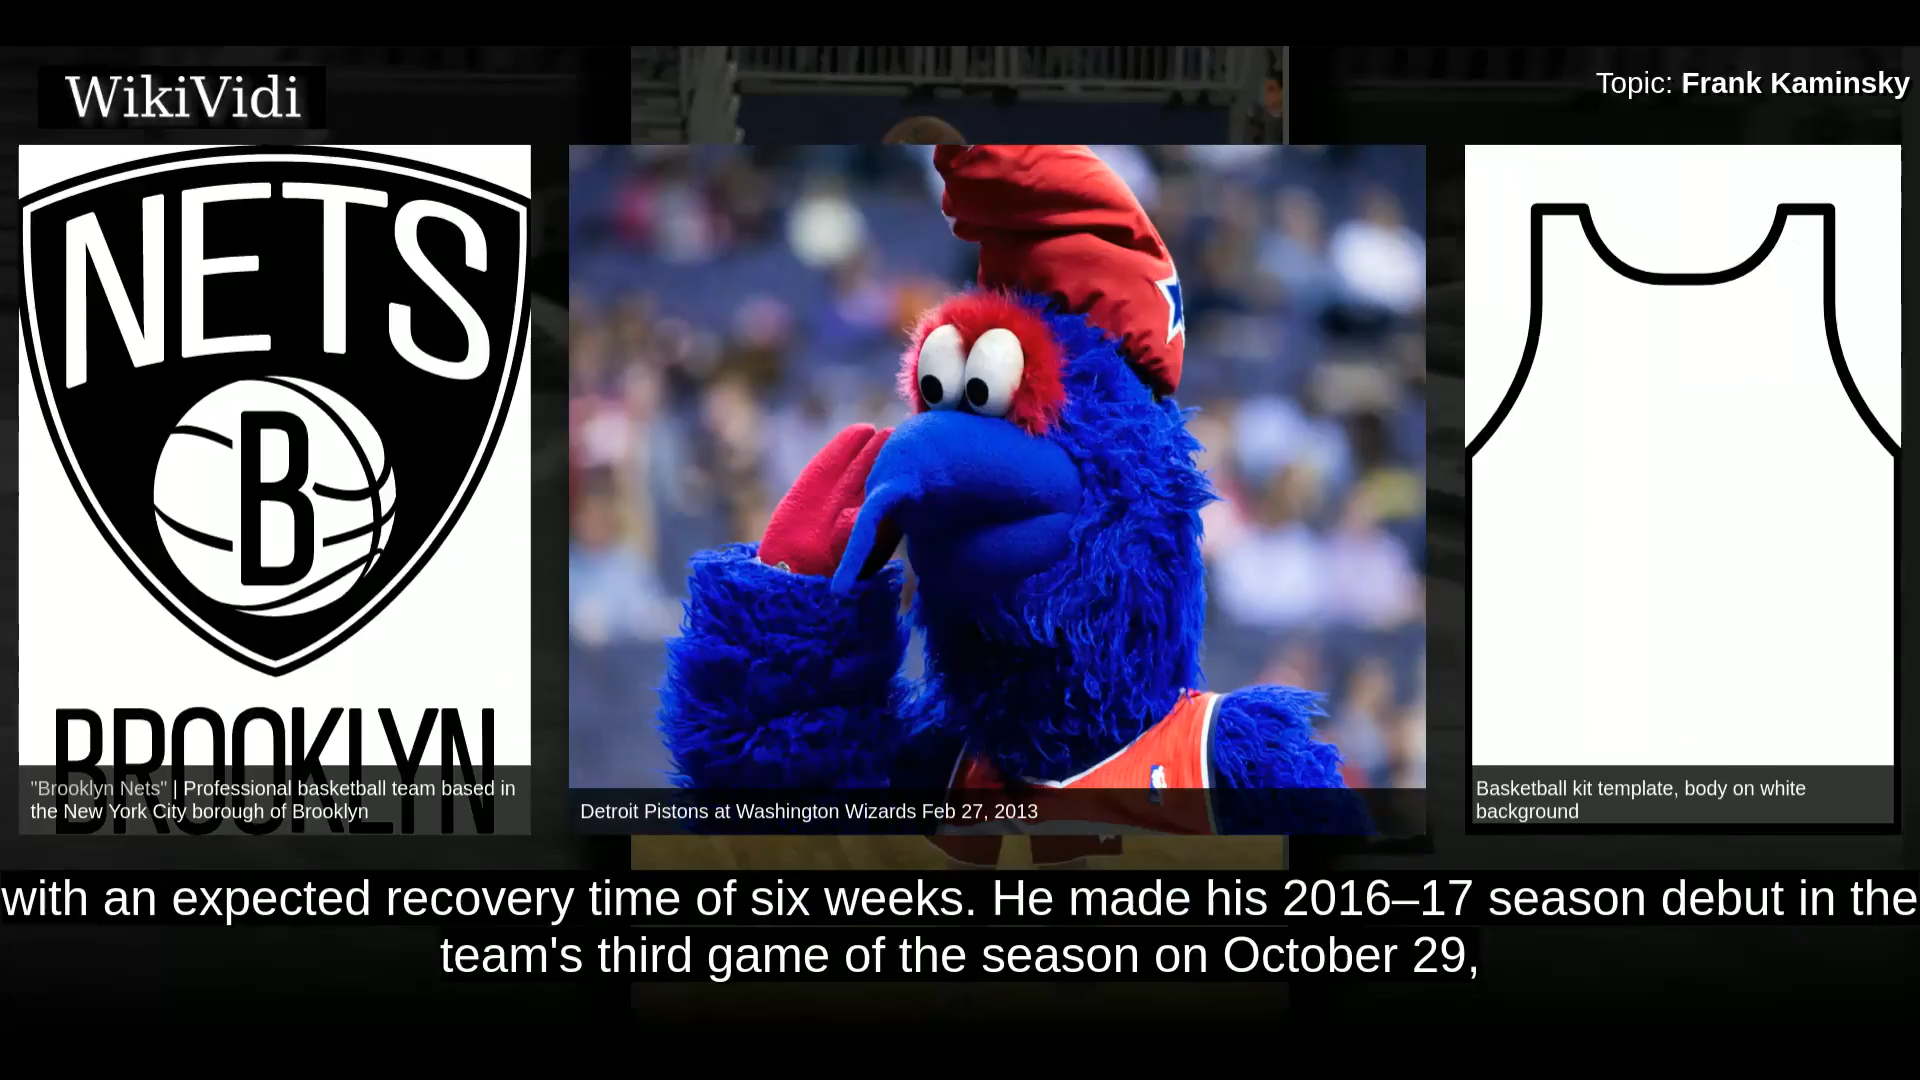 WikiVidi
Topic: Frank Kaminsky
NETS
B
BROOKLYN
"Brooklyn Nets" | Professional basketball team based in
the New York City borough of Brooklyn
Detroit Pistons at Washington Wizards Feb 27, 2013
Basketball kit template, body on white
background
with an expected recovery time of six weeks. He made his 2016–17 season debut in the
team's third game of the season on October 29,